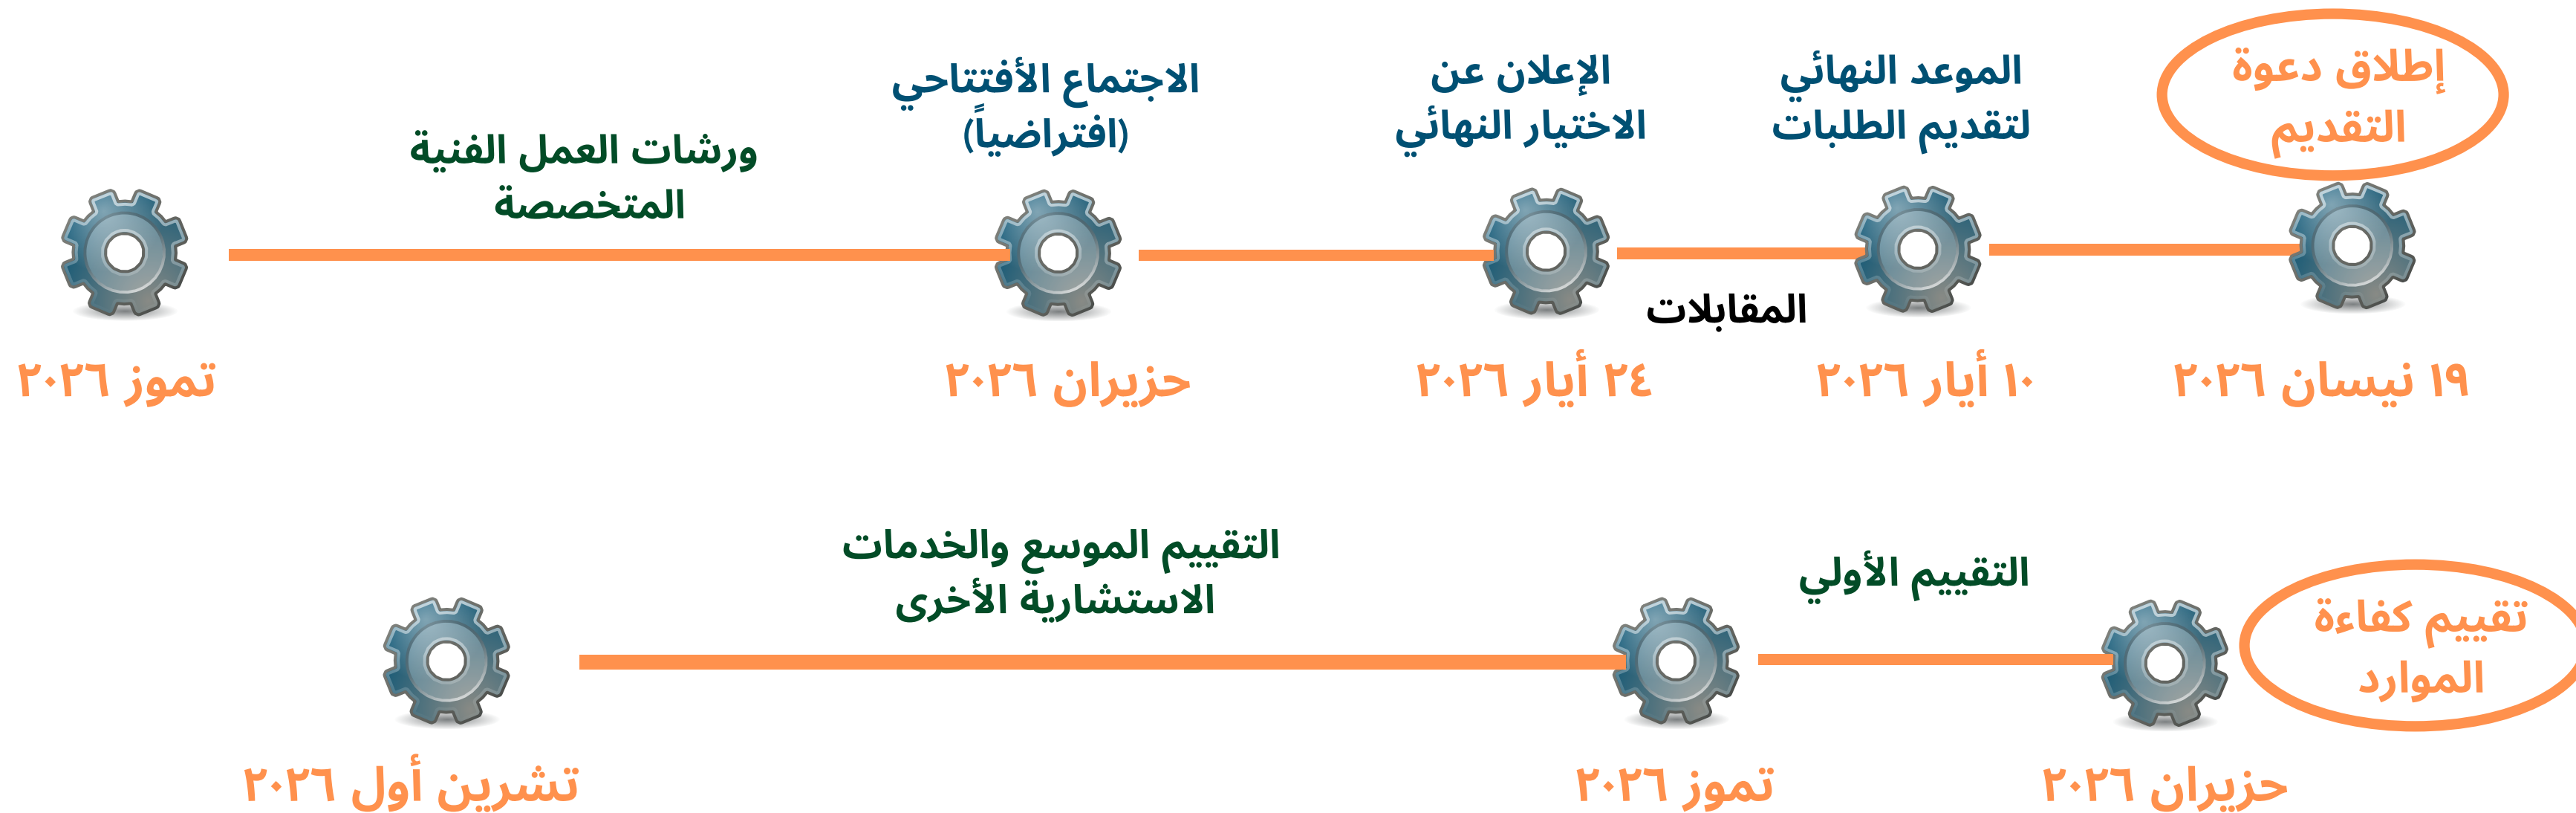 إطلاق دعوة
التقديم
الموعد النهائي
لتقديم الطلبات
الإعلان عن
الاختيار النهائي
الاجتماع الأفتتاحي
(افتراضياً)
ورشات العمل الفنية
المتخصصة
المقابلات
١٩ نيسان ٢٠٢٦
١٠ أيار ٢٠٢٦
٢٤ أيار ٢٠٢٦
حزيران ٢٠٢٦
تموز ٢٠٢٦
تقييم كفاءة
الموارد
التقييم الأولي
التقييم الموسع والخدمات
الاستشارية الأخرى
حزيران ٢٠٢٦
تموز ٢٠٢٦
تشرين أول ٢٠٢٦